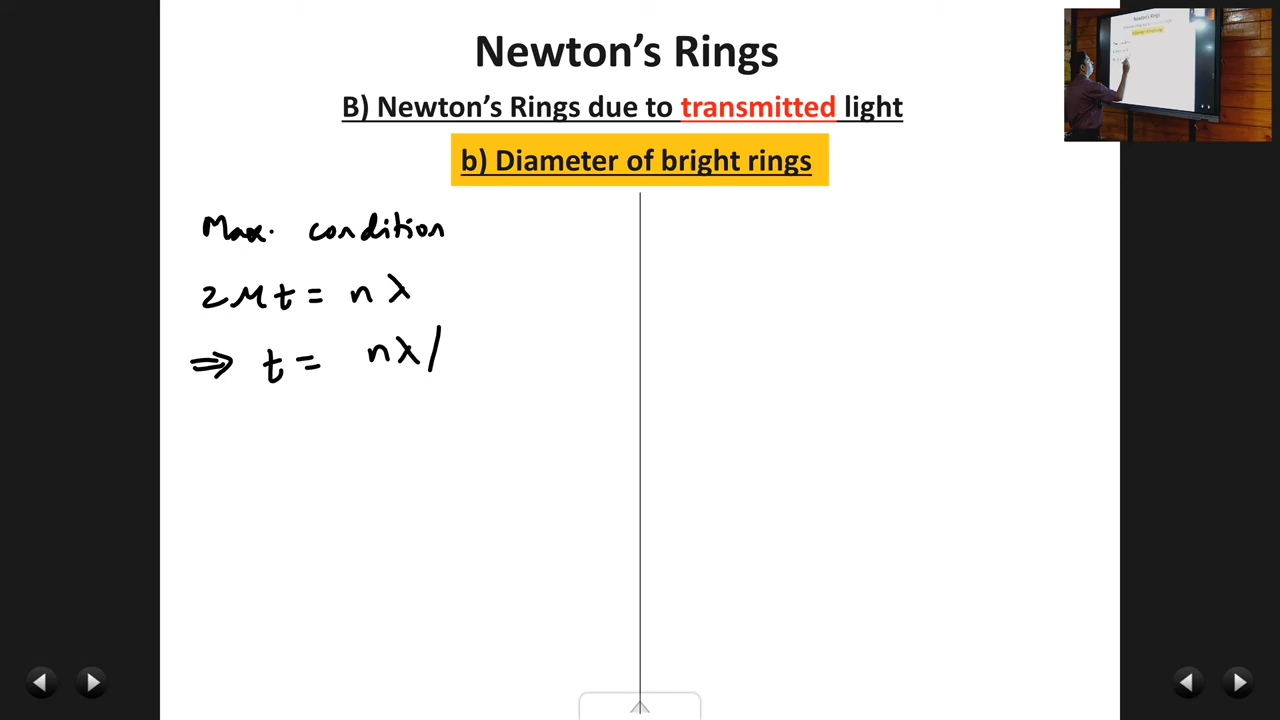 Newton's Rings
B) Newton's Rings due to transmitted light
b) Diameter of bright rings
Max. condition
2μt = nλ
⇒ t = nλ/